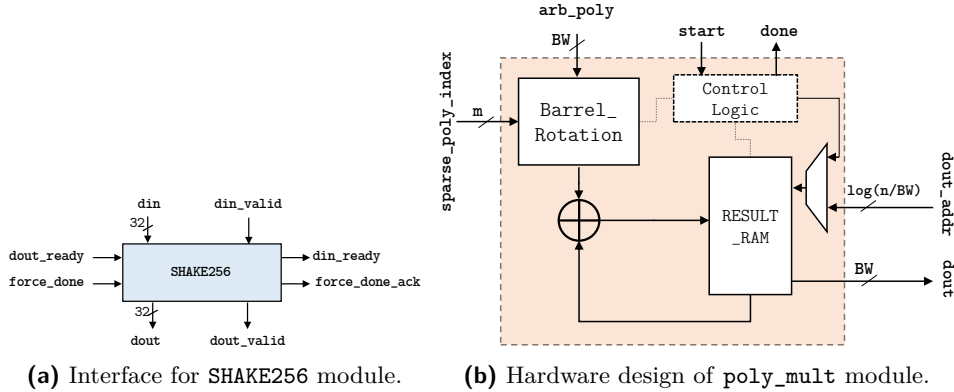 din
din_valid
32
dout_ready
SHAKE256
din_ready
force_done
force_done_ack
32
dout
dout_valid
(a) Interface for SHAKE256 module.
arb_poly
BW
start
done
sparse_poly_index
m
Barrel_
Rotation
Control
Logic
RESULT
_RAM
log(n/BW)
dout_addr
BW
dout
(b) Hardware design of poly_mult module.